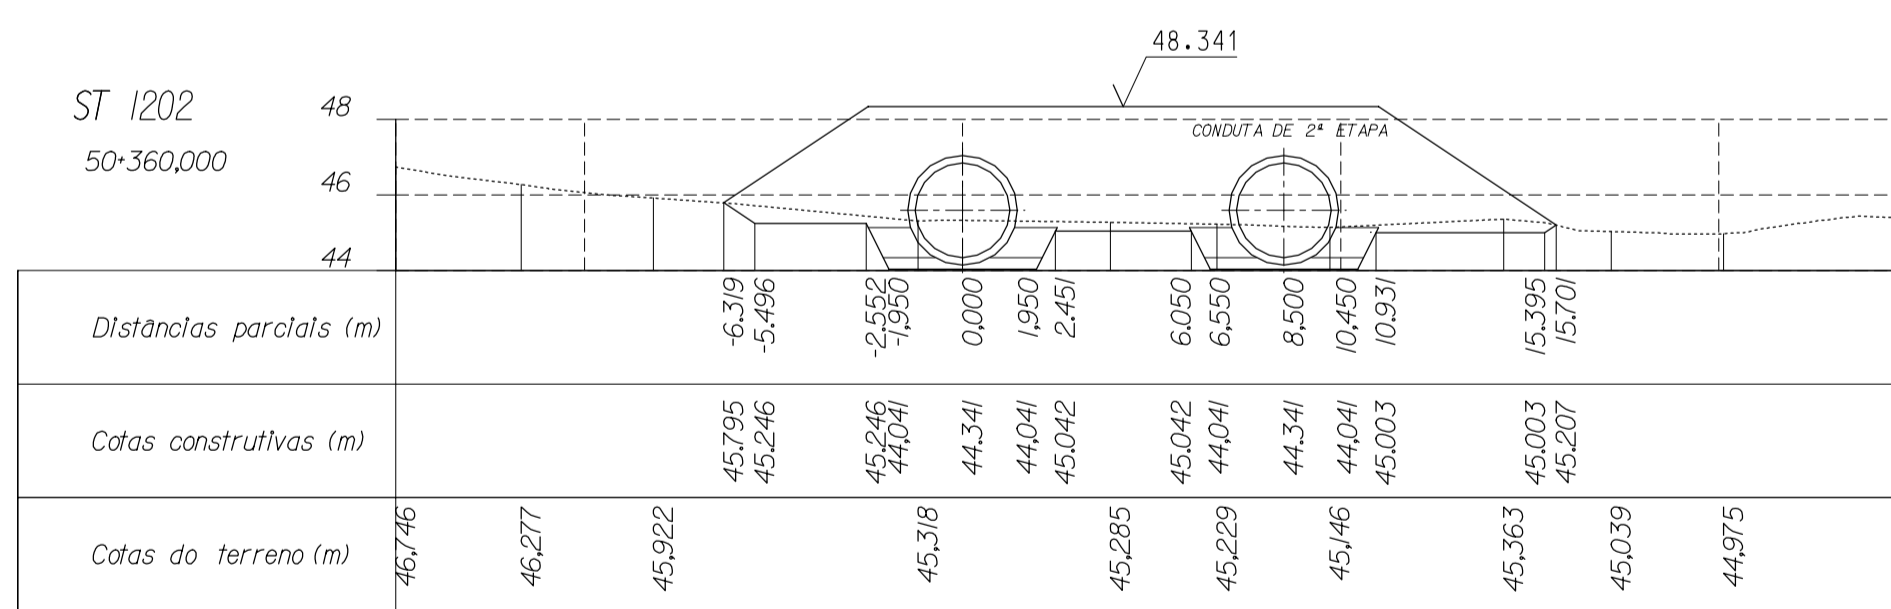 48.341
ST 1202
50+360,000
48
46
44
CONDUTA DE 2ª ETAPA
Distâncias parciais (m)
-6.319 -5.496 -2.552 -1,950 0,000 1,950 2.451 6.050 6,550 8,500 10,450 10.931 15.395 15.701
Cotas construtivas (m)
45.795 45.246 45.246 44,041 44.341 44,041 45.042 45.042 44,041 44.341 44,041 45.003 45.003 45.207
Cotas do terreno (m)
46,746 46,277 45,922 45,318 45,285 45,229 45,146 45,363 45,039 44,975